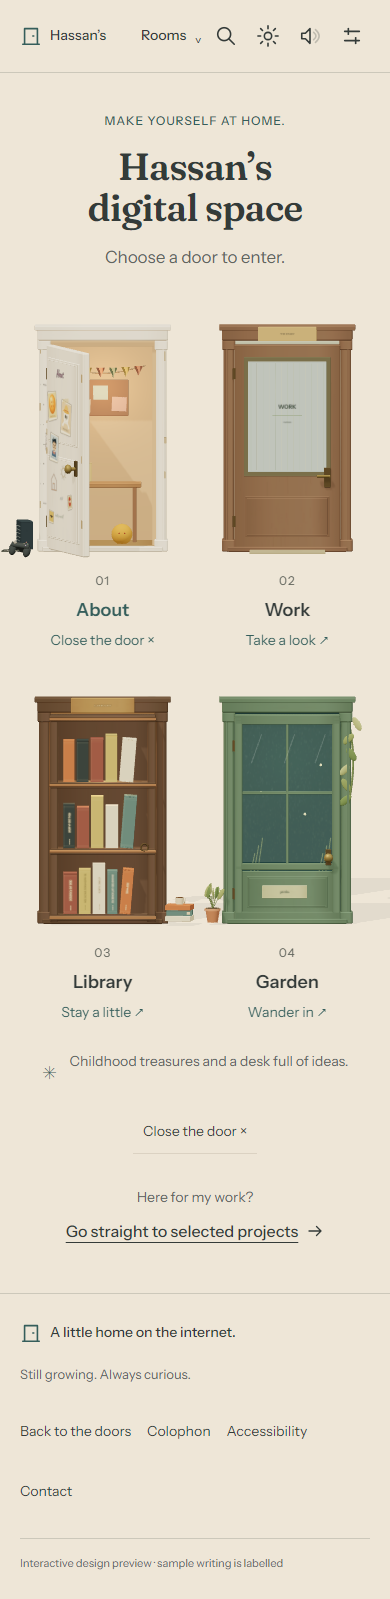 Hassan's
Rooms
MAKE YOURSELF AT HOME.
Hassan's
digital space
Choose a door to enter.
WORK
01
02
About
Work
Close the door ×
Take a look ↗
garden
03
04
Library
Garden
Stay a little ↗
Wander in ↗
Childhood treasures and a desk full of ideas.
Close the door ×
Here for my work?
Go straight to selected projects →
A little home on the internet.
Still growing. Always curious.
Back to the doors Colophon Accessibility
Contact
Interactive design preview · sample writing is labelled